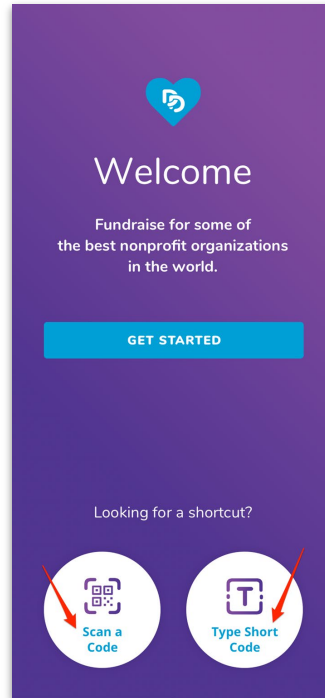 Welcome
Fundraise for some of
the best nonprofit organizations
in the world.
GET STARTED
Looking for a shortcut?
Scan a
Code
T
Type Short
Code